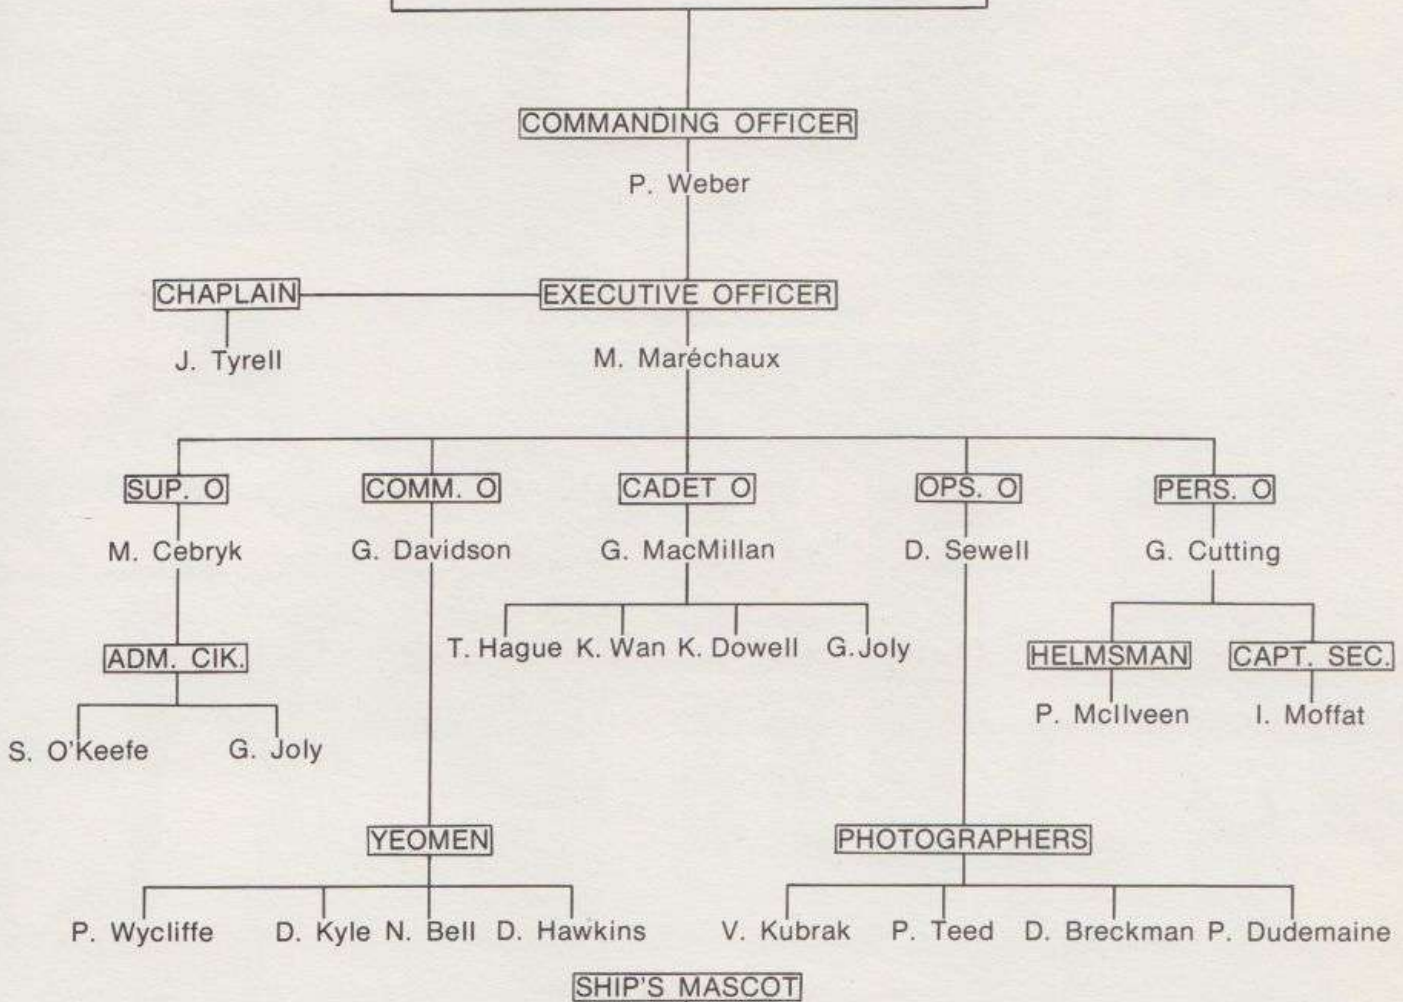 COMMANDING OFFICER
P. Weber
CHAPLAIN EXECUTIVE OFFICER
J. Tyrell M. Maréchaux
SUP. O COMM. O CADET O OPS. O PERS. O
M. Cebryk G. Davidson G. MacMillan D. Sewell G. Cutting
T. Hague K. Wan K. Dowell G. Joly
ADM. CIK. HELMSMAN CAPT. SEC.
P. McIlveen I. Moffat
S. O'Keefe G. Joly
YEOMEN PHOTOGRAPHERS
P. Wycliffe D. Kyle N. Bell D. Hawkins V. Kubrak P. Teed D. Breckman P. Dudemaine
SHIP'S MASCOT